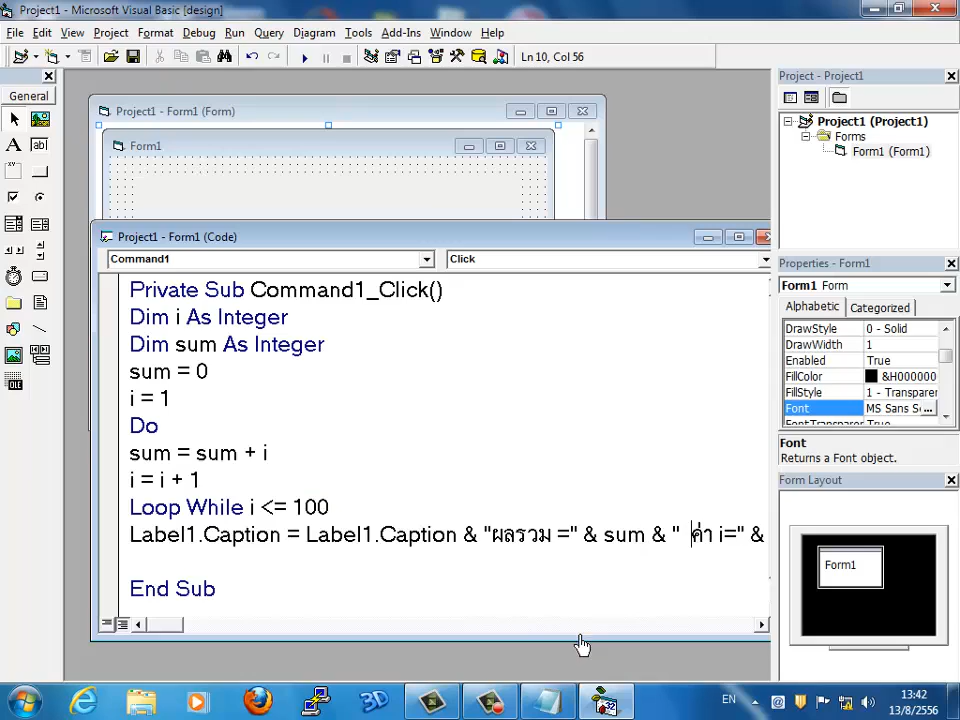 Project1 - Microsoft Visual Basic [design]
File Edit View Project Format Debug Run Query Diagram Tools Add-Ins Window Help
Ln 10, Col 56
General
Project1 - Form1 (Form)
Form1
Project1 - Form1 (Code)
Command1 Click
Private Sub Command1_Click()
Dim i As Integer
Dim sum As Integer
sum = 0
i = 1
Do
sum = sum + i
i = i + 1
Loop While i <= 100
Label1.Caption = Label1.Caption & "ผลรวม =" & sum & "  ค่า i=" &
End Sub
Project - Project1
Project1 (Project1)
Forms
Form1 (Form1)
Properties - Form1
Form1 Form
Alphabetic Categorized
DrawStyle 0 - Solid
DrawWidth 1
Enabled True
FillColor &H000000
FillStyle 1 - Transparer
Font MS Sans S ...
FontTransparer True
Font
Returns a Font object.
Form Layout
Form1
EN
13:42
13/8/2556